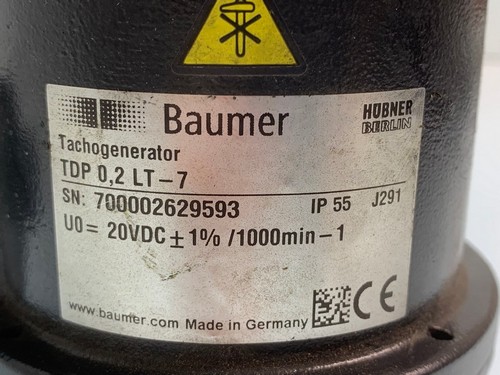 Baumer
HÜBNER
BERLIN
Tachogenerator
TDP 0,2 LT-7
SN: 700002629593 IP 55 J291
U0= 20VDC ± 1% /1000min-1
www.baumer.com Made in Germany CE